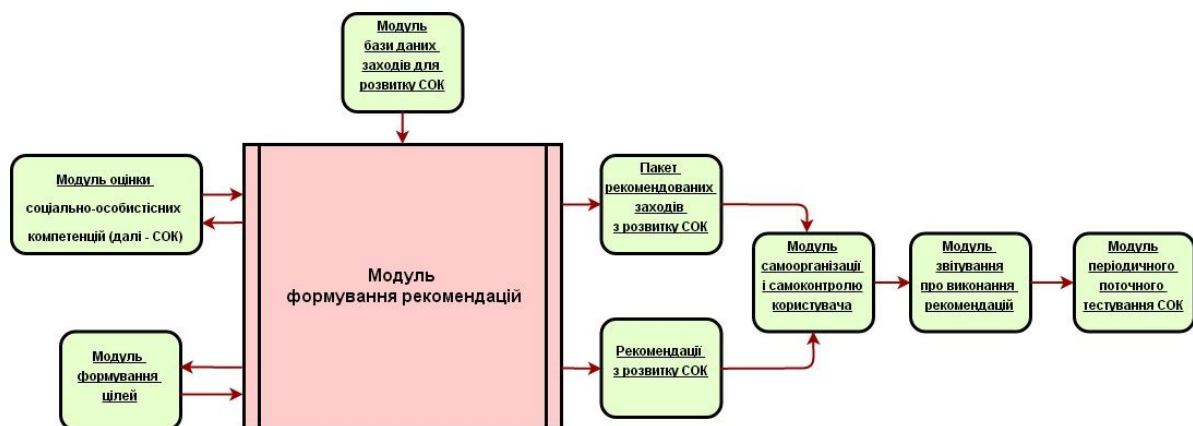 Модуль
бази даних
заходів для
розвитку СОК
Модуль оцінки
соціально-особистісних
компетенцій (далі - СОК)
Модуль
формування рекомендацій
Пакет
рекомендованих
заходів
з розвитку СОК
Модуль
самоорганізації
і самоконтролю
користувача
Модуль
звітування
про виконання
рекомендацій
Модуль
періодичного
поточного
тестування СОК
Модуль
формування
цілей
Рекомендації
з розвитку СОК